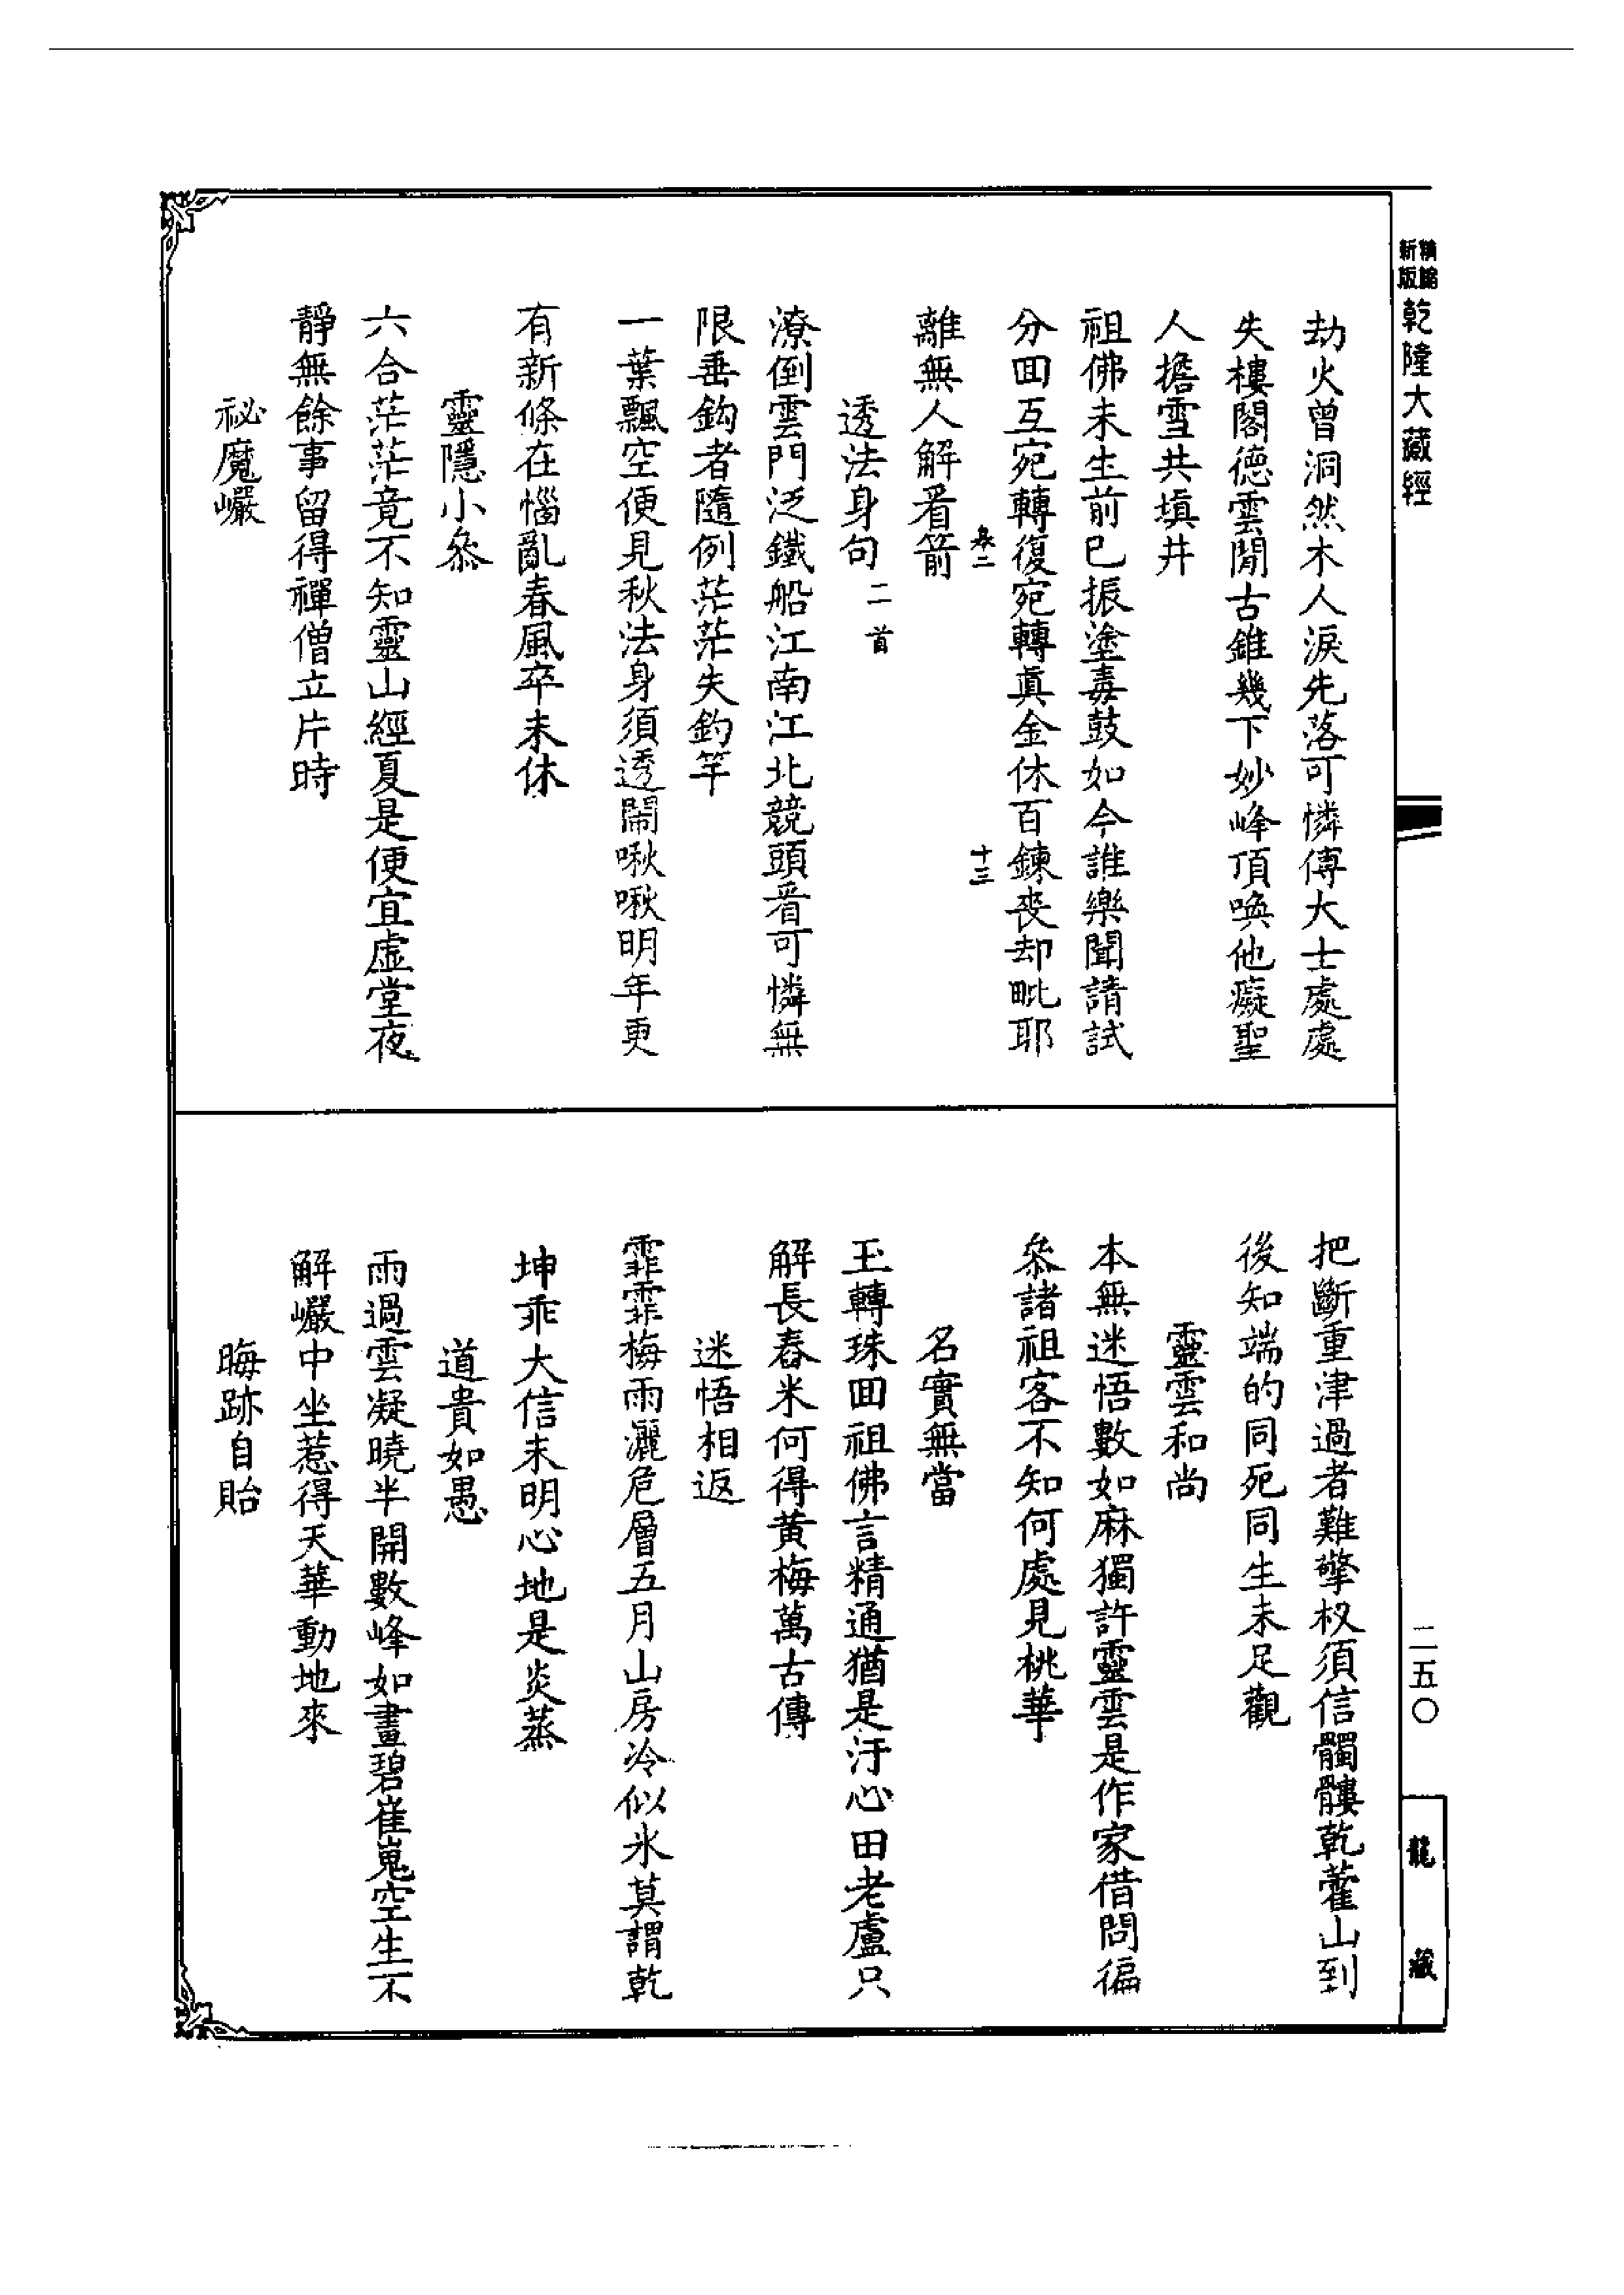 精縮
新版
乾隆大藏經
劫火曾洞然木人淚先落可憐傅大士處處
失樓閣德雲閒古錐幾下妙峰頂喚他癡聖
人擔雪共填井
祖佛未生前已振塗毒鼓如今誰樂聞請試
分回互宛轉復宛轉眞金休百鍊喪却毗耶
卷二
十三
離無人解看箭
透法身句二首
潦倒雲門泛鐵船江南江北競頭看可憐無
限垂鈎者隨例茫茫失釣竿
一葉飄空便見秋法身須透鬧啾啾明年更
有新條在惱亂春風卒未休
靈隱小叅
六合茫茫竟不知靈山經夏是便宜虛堂夜
靜無餘事留得禪僧立片時
祕魔巖
把斷重津過者難擎杈須信髑髏乾藿山到
後知端的同死同生未足觀
靈雲和尚
本無迷悟數如麻獨許靈雲是作家借問徧
叅諸祖客不知何處見桃華
名實無當
玉轉珠回祖佛言精通猶是汙心田老盧只
解長舂米何得黃梅萬古傳
迷悟相返
霏霏梅雨灑危層五月山房冷似氷莫謂乾
坤乖大信未明心地是炎蒸
道貴如愚
雨過雲凝曉半開數峰如畫碧崔嵬空生不
解巖中坐惹得天華動地來
晦跡自貽
二五〇
龍藏